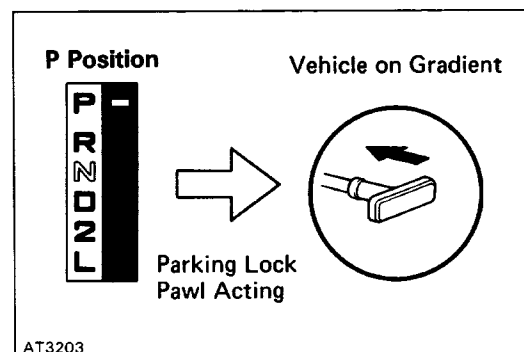 P Position
Vehicle on Gradient
P
R
N
D
2
L
Parking Lock
Pawl Acting
AT3203